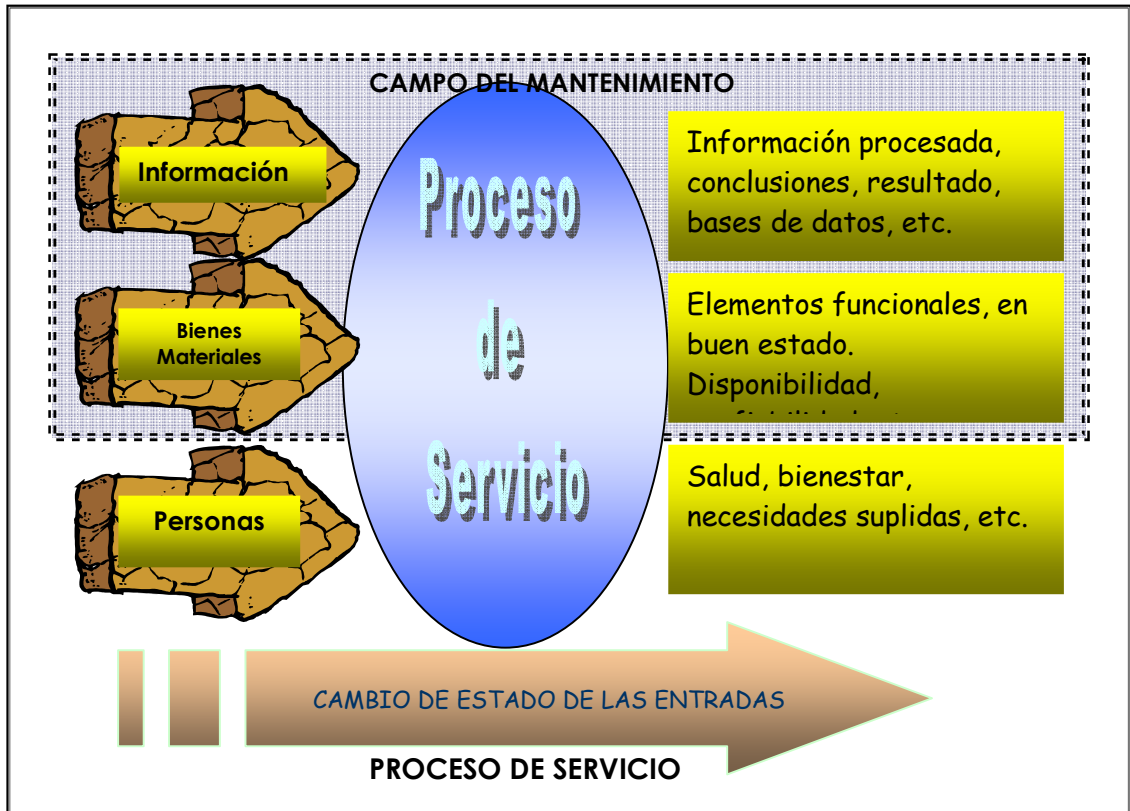 CAMPO DEL MANTENIMIENTO
Información
Proceso
de
Servicio
Información procesada,
conclusiones, resultado,
bases de datos, etc.
Bienes
Materiales
Elementos funcionales, en
buen estado.
Disponibilidad,
Personas
Salud, bienestar,
necesidades suplidas, etc.
CAMBIO DE ESTADO DE LAS ENTRADAS
PROCESO DE SERVICIO